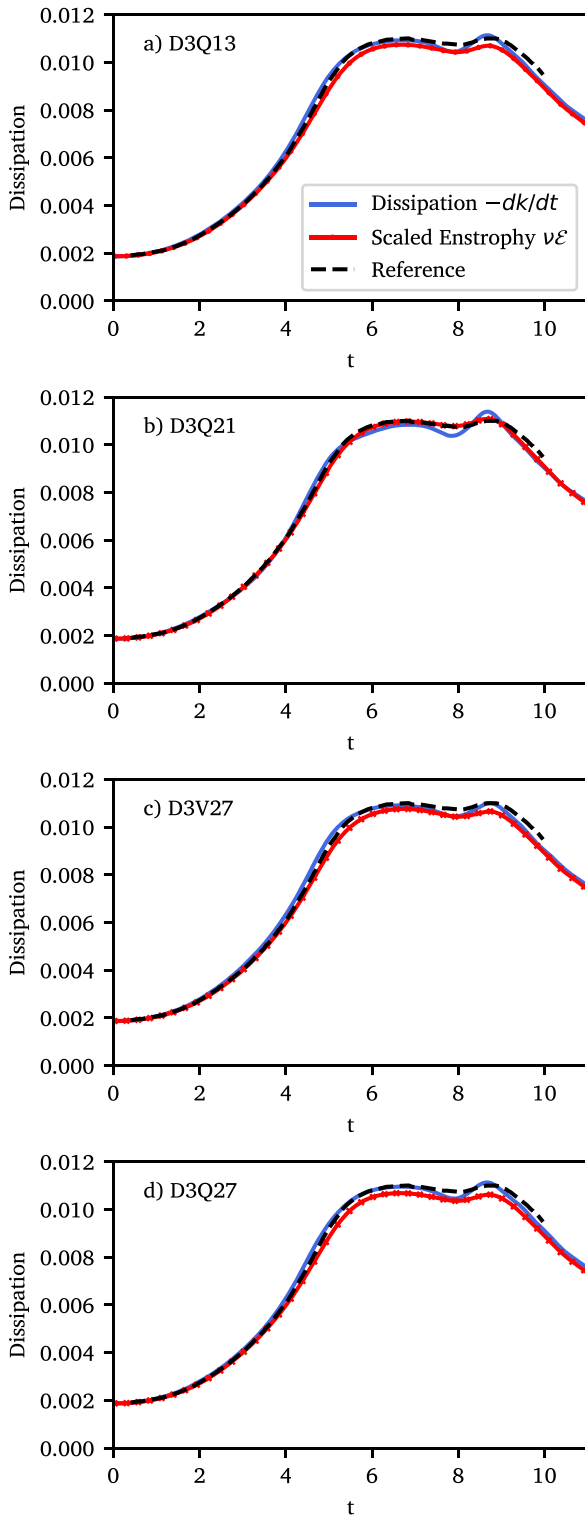 0.012
a) D3Q13
0.010
0.008
Dissipation
0.006
Dissipation −dk/dt
0.004
Scaled Enstrophy νℰ
0.002
Reference
0.000
0 2 4 6 8 10
t
0.012
b) D3Q21
0.010
0.008
Dissipation
0.006
0.004
0.002
0.000
0 2 4 6 8 10
t
0.012
c) D3V27
0.010
0.008
Dissipation
0.006
0.004
0.002
0.000
0 2 4 6 8 10
t
0.012
d) D3Q27
0.010
0.008
Dissipation
0.006
0.004
0.002
0.000
0 2 4 6 8 10
t